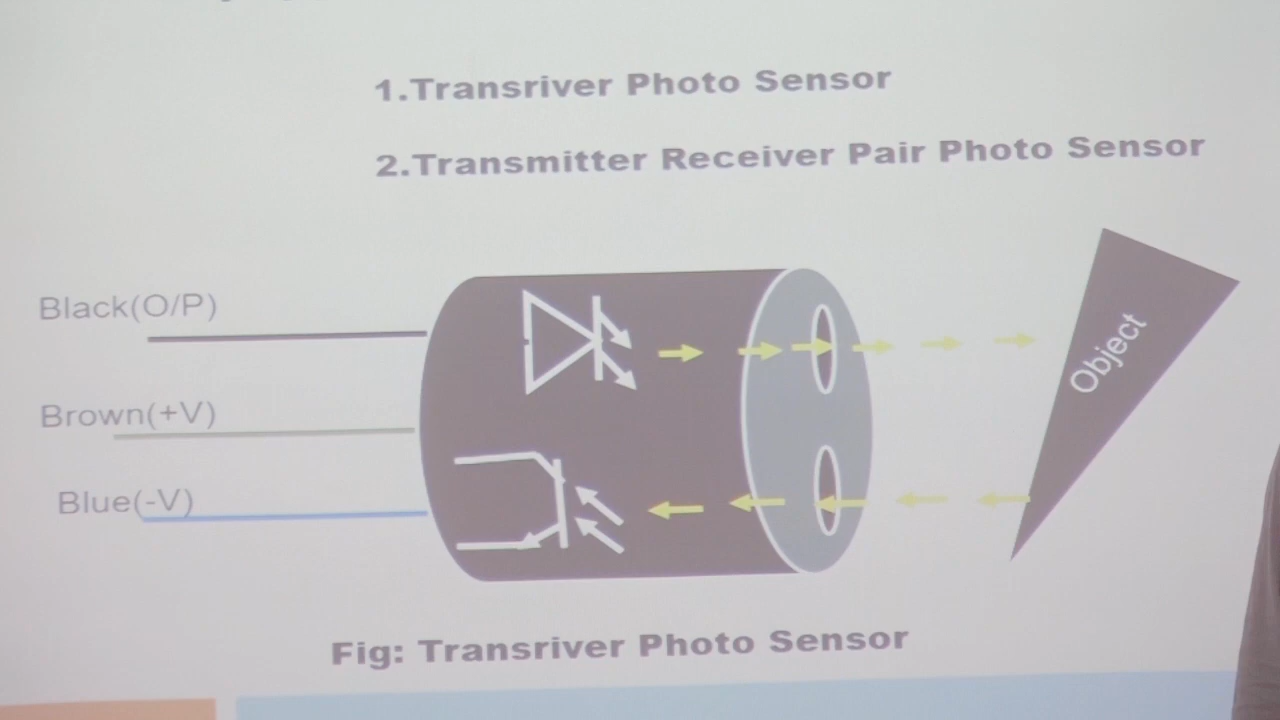 1.Transriver Photo Sensor
2.Transmitter Receiver Pair Photo Sensor
Black(O/P)
Brown(+V)
Blue(-V)
Object
Fig: Transriver Photo Sensor